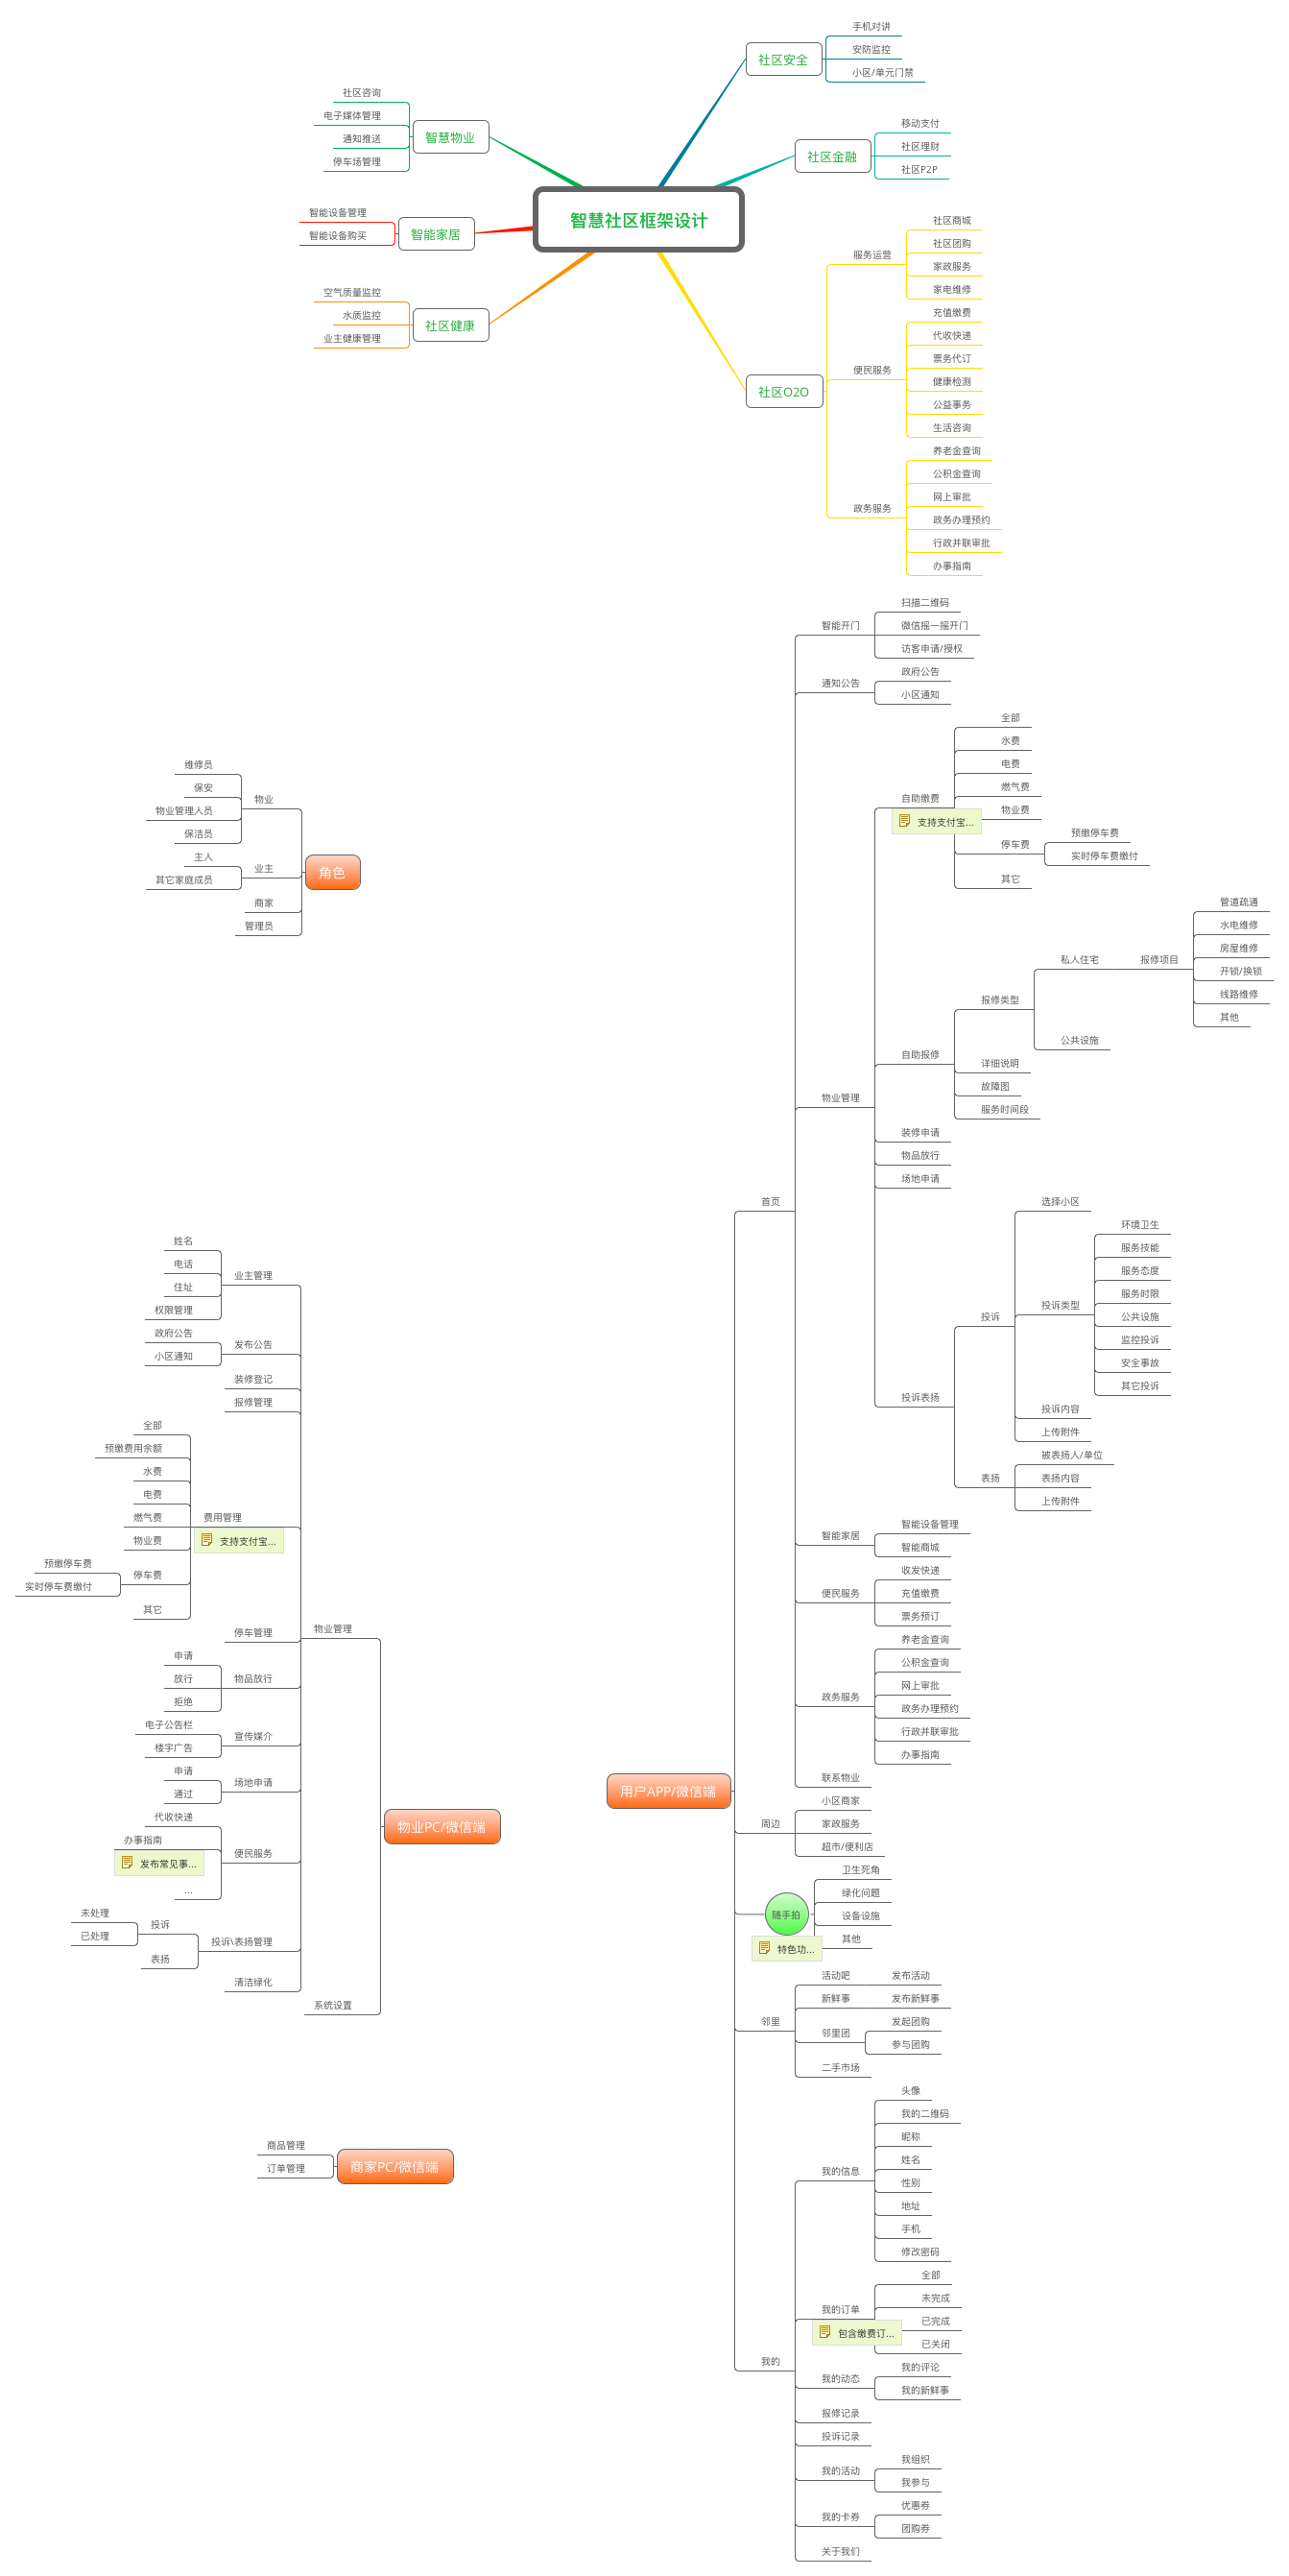 智慧社区框架设计
社区安全
手机对讲
安防监控
小区/单元门禁
社区金融
移动支付
社区理财
社区P2P
社区O2O
服务运营
社区商城
社区团购
家政服务
家电维修
便民服务
充值缴费
代收快递
票务代订
健康检测
公益事务
生活咨询
政务服务
养老金查询
公积金查询
网上审批
政务办理预约
行政并联审批
办事指南
智慧物业
社区咨询
电子媒体管理
通知推送
停车场管理
智能家居
智能设备管理
智能设备购买
社区健康
空气质量监控
水质监控
业主健康管理
角色
物业
维修员
保安
物业管理人员
保洁员
业主
主人
其它家庭成员
商家
管理员
物业PC/微信端
物业管理
业主管理
姓名
电话
住址
权限管理
发布公告
政府公告
小区通知
装修登记
报修管理
费用管理
支持支付宝...
全部
预缴费用余额
水费
电费
燃气费
物业费
停车费
预缴停车费
实时停车费缴付
其它
停车管理
物品放行
申请
放行
拒绝
宣传媒介
电子公告栏
楼宇广告
场地申请
申请
通过
便民服务
代收快递
办事指南
发布常见事...
...
投诉\表扬管理
投诉
未处理
已处理
表扬
清洁绿化
系统设置
商家PC/微信端
商品管理
订单管理
用户APP/微信端
首页
智能开门
扫描二维码
微信摇一摇开门
访客申请/授权
通知公告
政府公告
小区通知
物业管理
自助缴费
支持支付宝...
全部
水费
电费
燃气费
物业费
停车费
预缴停车费
实时停车费缴付
其它
自助报修
报修类型
私人住宅
报修项目
管道疏通
水电维修
房屋维修
开锁/换锁
线路维修
其他
公共设施
详细说明
故障图
服务时间段
装修申请
物品放行
场地申请
投诉表扬
投诉
选择小区
投诉类型
环境卫生
服务技能
服务态度
服务时限
公共设施
监控投诉
安全事故
其它投诉
投诉内容
上传附件
表扬
被表扬人/单位
表扬内容
上传附件
智能家居
智能设备管理
智能商城
便民服务
收发快递
充值缴费
票务预订
政务服务
养老金查询
公积金查询
网上审批
政务办理预约
行政并联审批
办事指南
联系物业
周边
小区商家
家政服务
超市/便利店
随手拍
特色功...
卫生死角
绿化问题
设备设施
其他
邻里
活动吧
发布活动
新鲜事
发布新鲜事
邻里团
发起团购
参与团购
二手市场
我的
我的信息
头像
我的二维码
昵称
姓名
性别
地址
手机
修改密码
我的订单
包含缴费订...
全部
未完成
已完成
已关闭
我的动态
我的评论
我的新鲜事
报修记录
投诉记录
我的活动
我组织
我参与
我的卡券
优惠券
团购券
关于我们